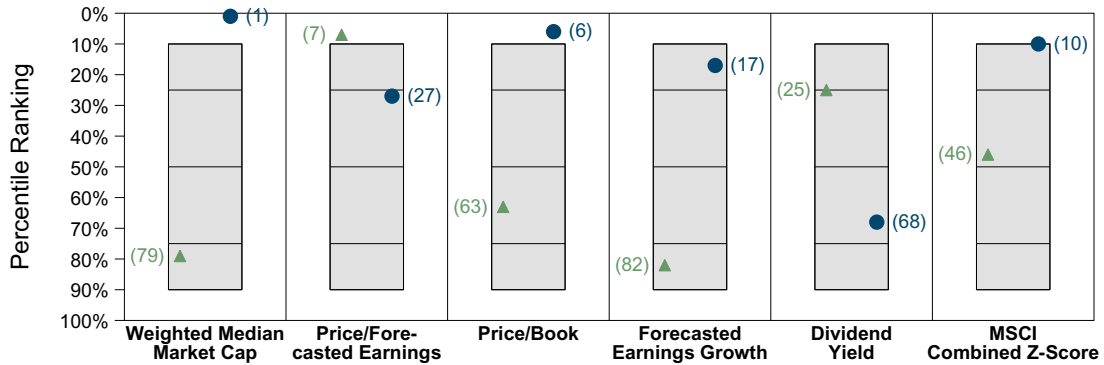 Percentile Ranking
0%
10%
20%
30%
40%
50%
60%
70%
80%
90%
100%
(1)
(79)
(7)
(27)
(6)
(63)
(17)
(82)
(25)
(68)
(10)
(46)
Weighted Median
Market Cap
Price/Fore-
casted Earnings
Price/Book
Forecasted
Earnings Growth
Dividend
Yield
MSCI
Combined Z-Score